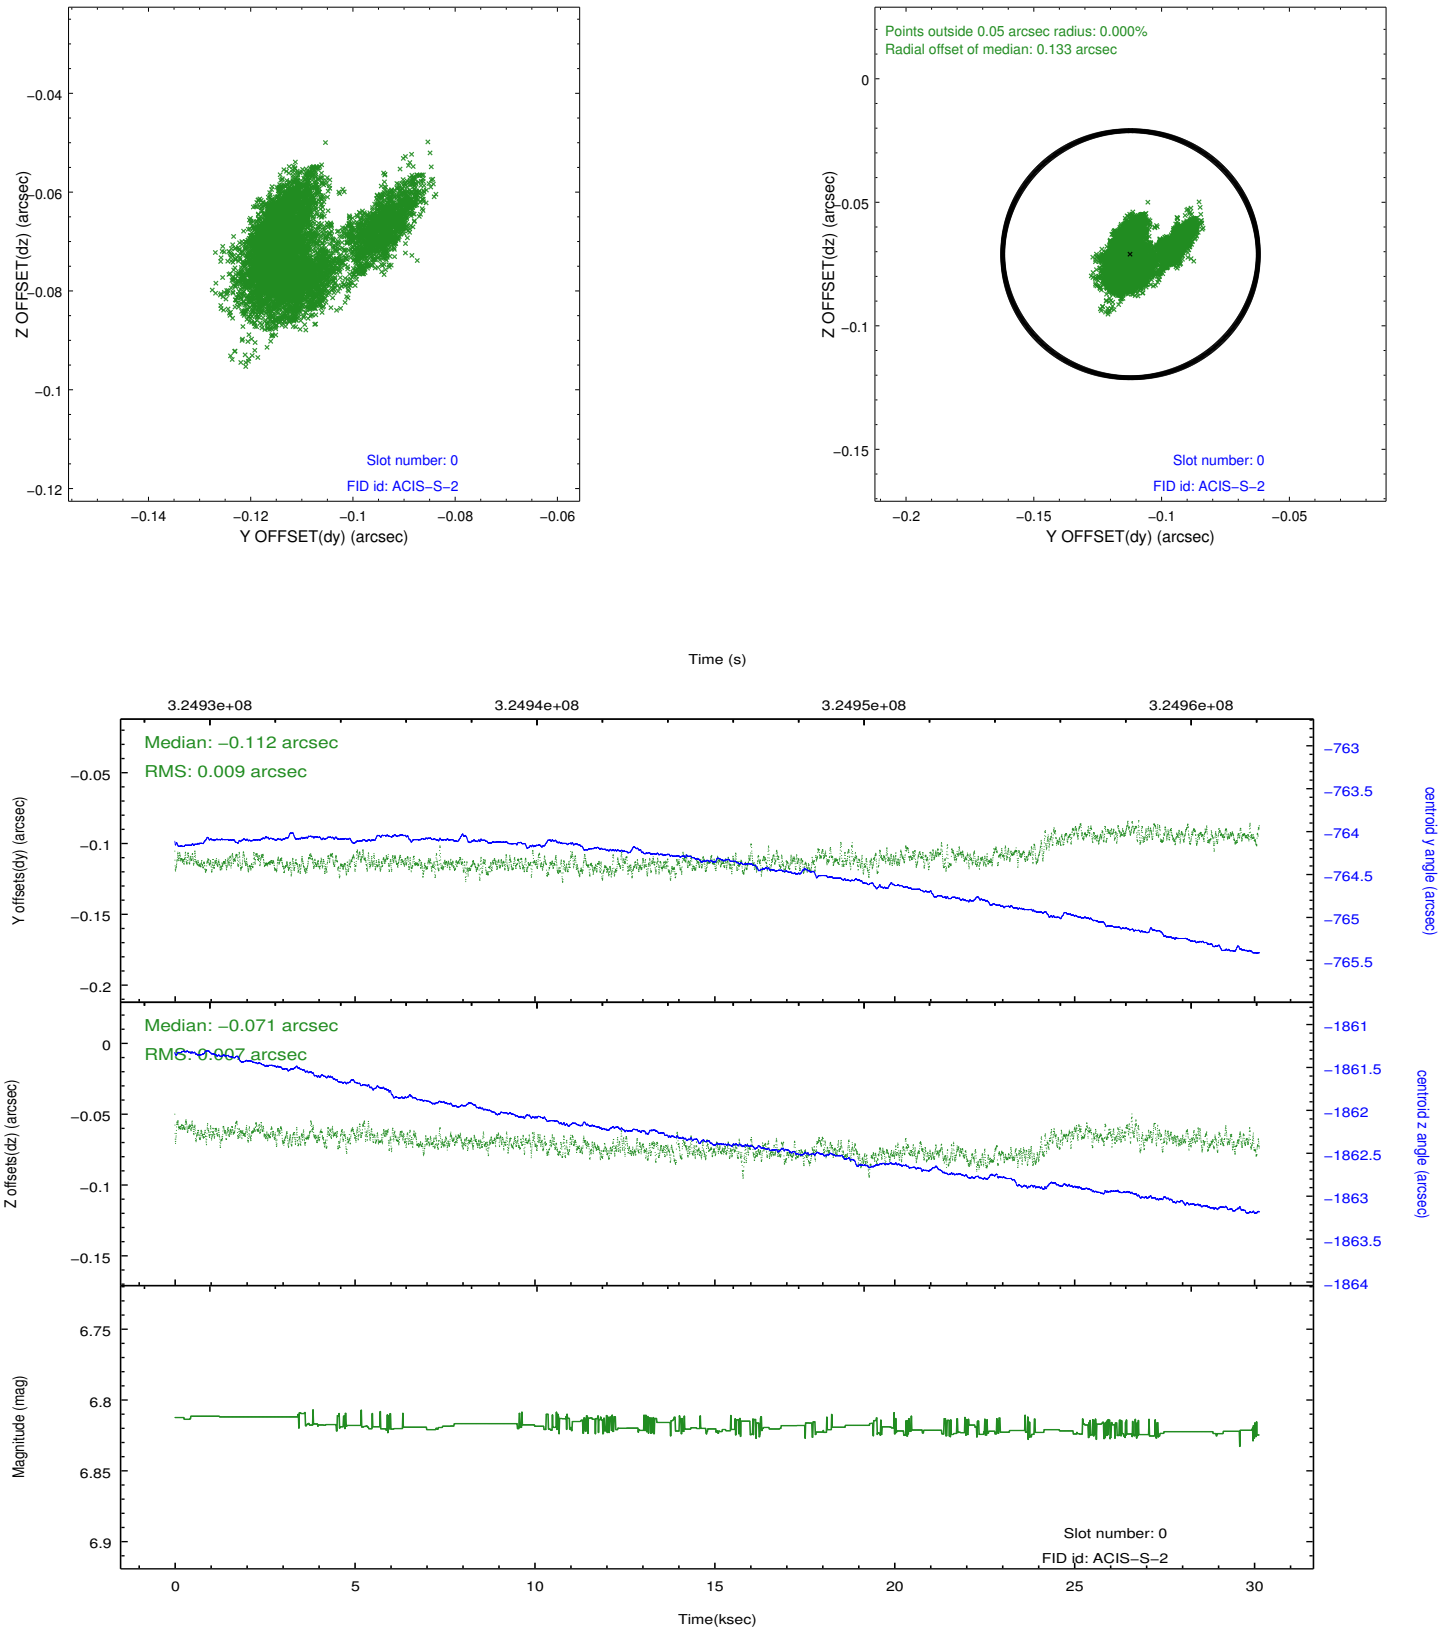 −0.04
−0.06
−0.08
−0.1
−0.12
Z OFFSET(dz) (arcsec)
Slot number: 0
FID id: ACIS−S−2
−0.14
−0.12
−0.1
−0.08
−0.06
Y OFFSET(dy) (arcsec)
Points outside 0.05 arcsec radius: 0.000%
Radial offset of median: 0.133 arcsec
0
−0.05
−0.1
−0.15
Z OFFSET(dz) (arcsec)
Slot number: 0
FID id: ACIS−S−2
−0.2
−0.15
−0.1
−0.05
Y OFFSET(dy) (arcsec)
Time (s)
3.2493e+08
3.2494e+08
3.2495e+08
3.2496e+08
Median: −0.112 arcsec
RMS: 0.009 arcsec
−0.05
−0.1
−0.15
−0.2
Y offsets(dy) (arcsec)
−763
−763.5
−764
−764.5
−765
−765.5
centroid y angle (arcsec)
Median: −0.071 arcsec
RMS: 0.007 arcsec
0
−0.05
−0.1
−0.15
Z offsets(dz) (arcsec)
−1861
−1861.5
−1862
−1862.5
−1863
−1863.5
−1864
centroid z angle (arcsec)
6.75
6.8
6.85
6.9
Magnitude (mag)
Slot number: 0
FID id: ACIS−S−2
0
5
10
15
20
25
30
Time(ksec)